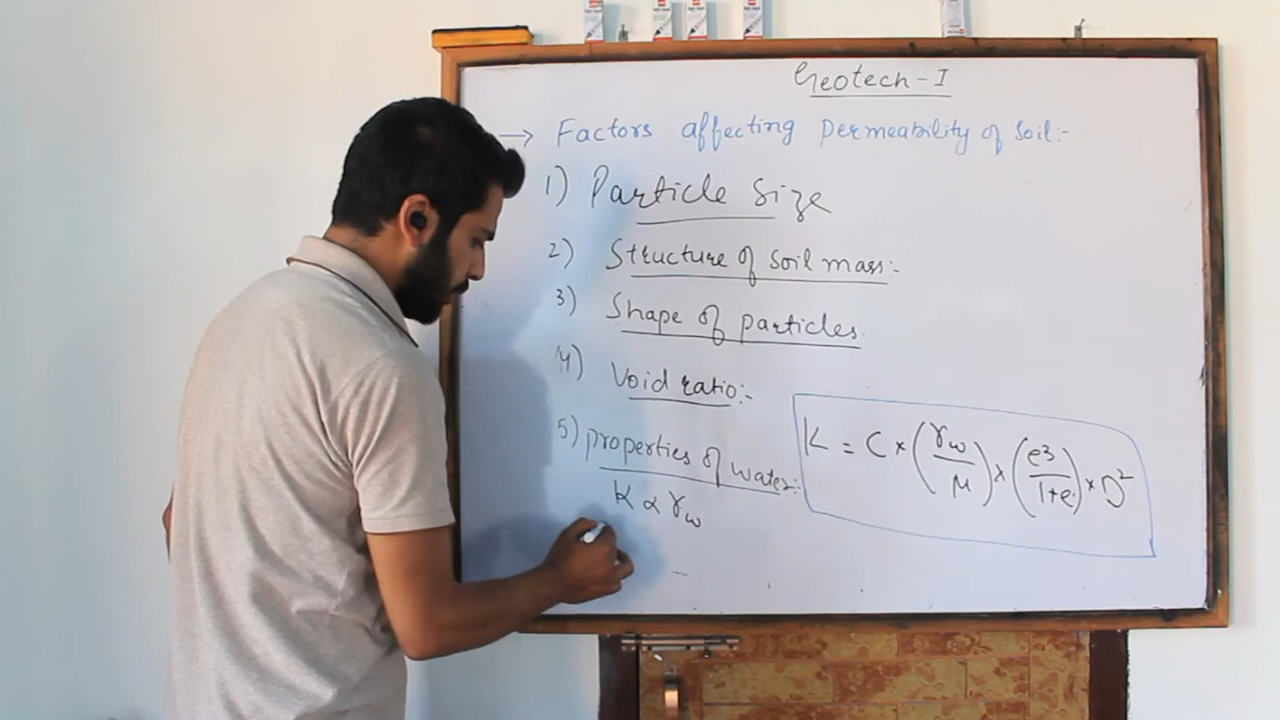 Geotech-I
→ Factors affecting permeability of Soil:-
1) Particle Size
2) Structure of Soil mass:-
3) Shape of particles.
4) Void ratio:-
5) properties of water:-
K ∝ γw
K = C × (γw/μ) × (e3/1+e) × D²